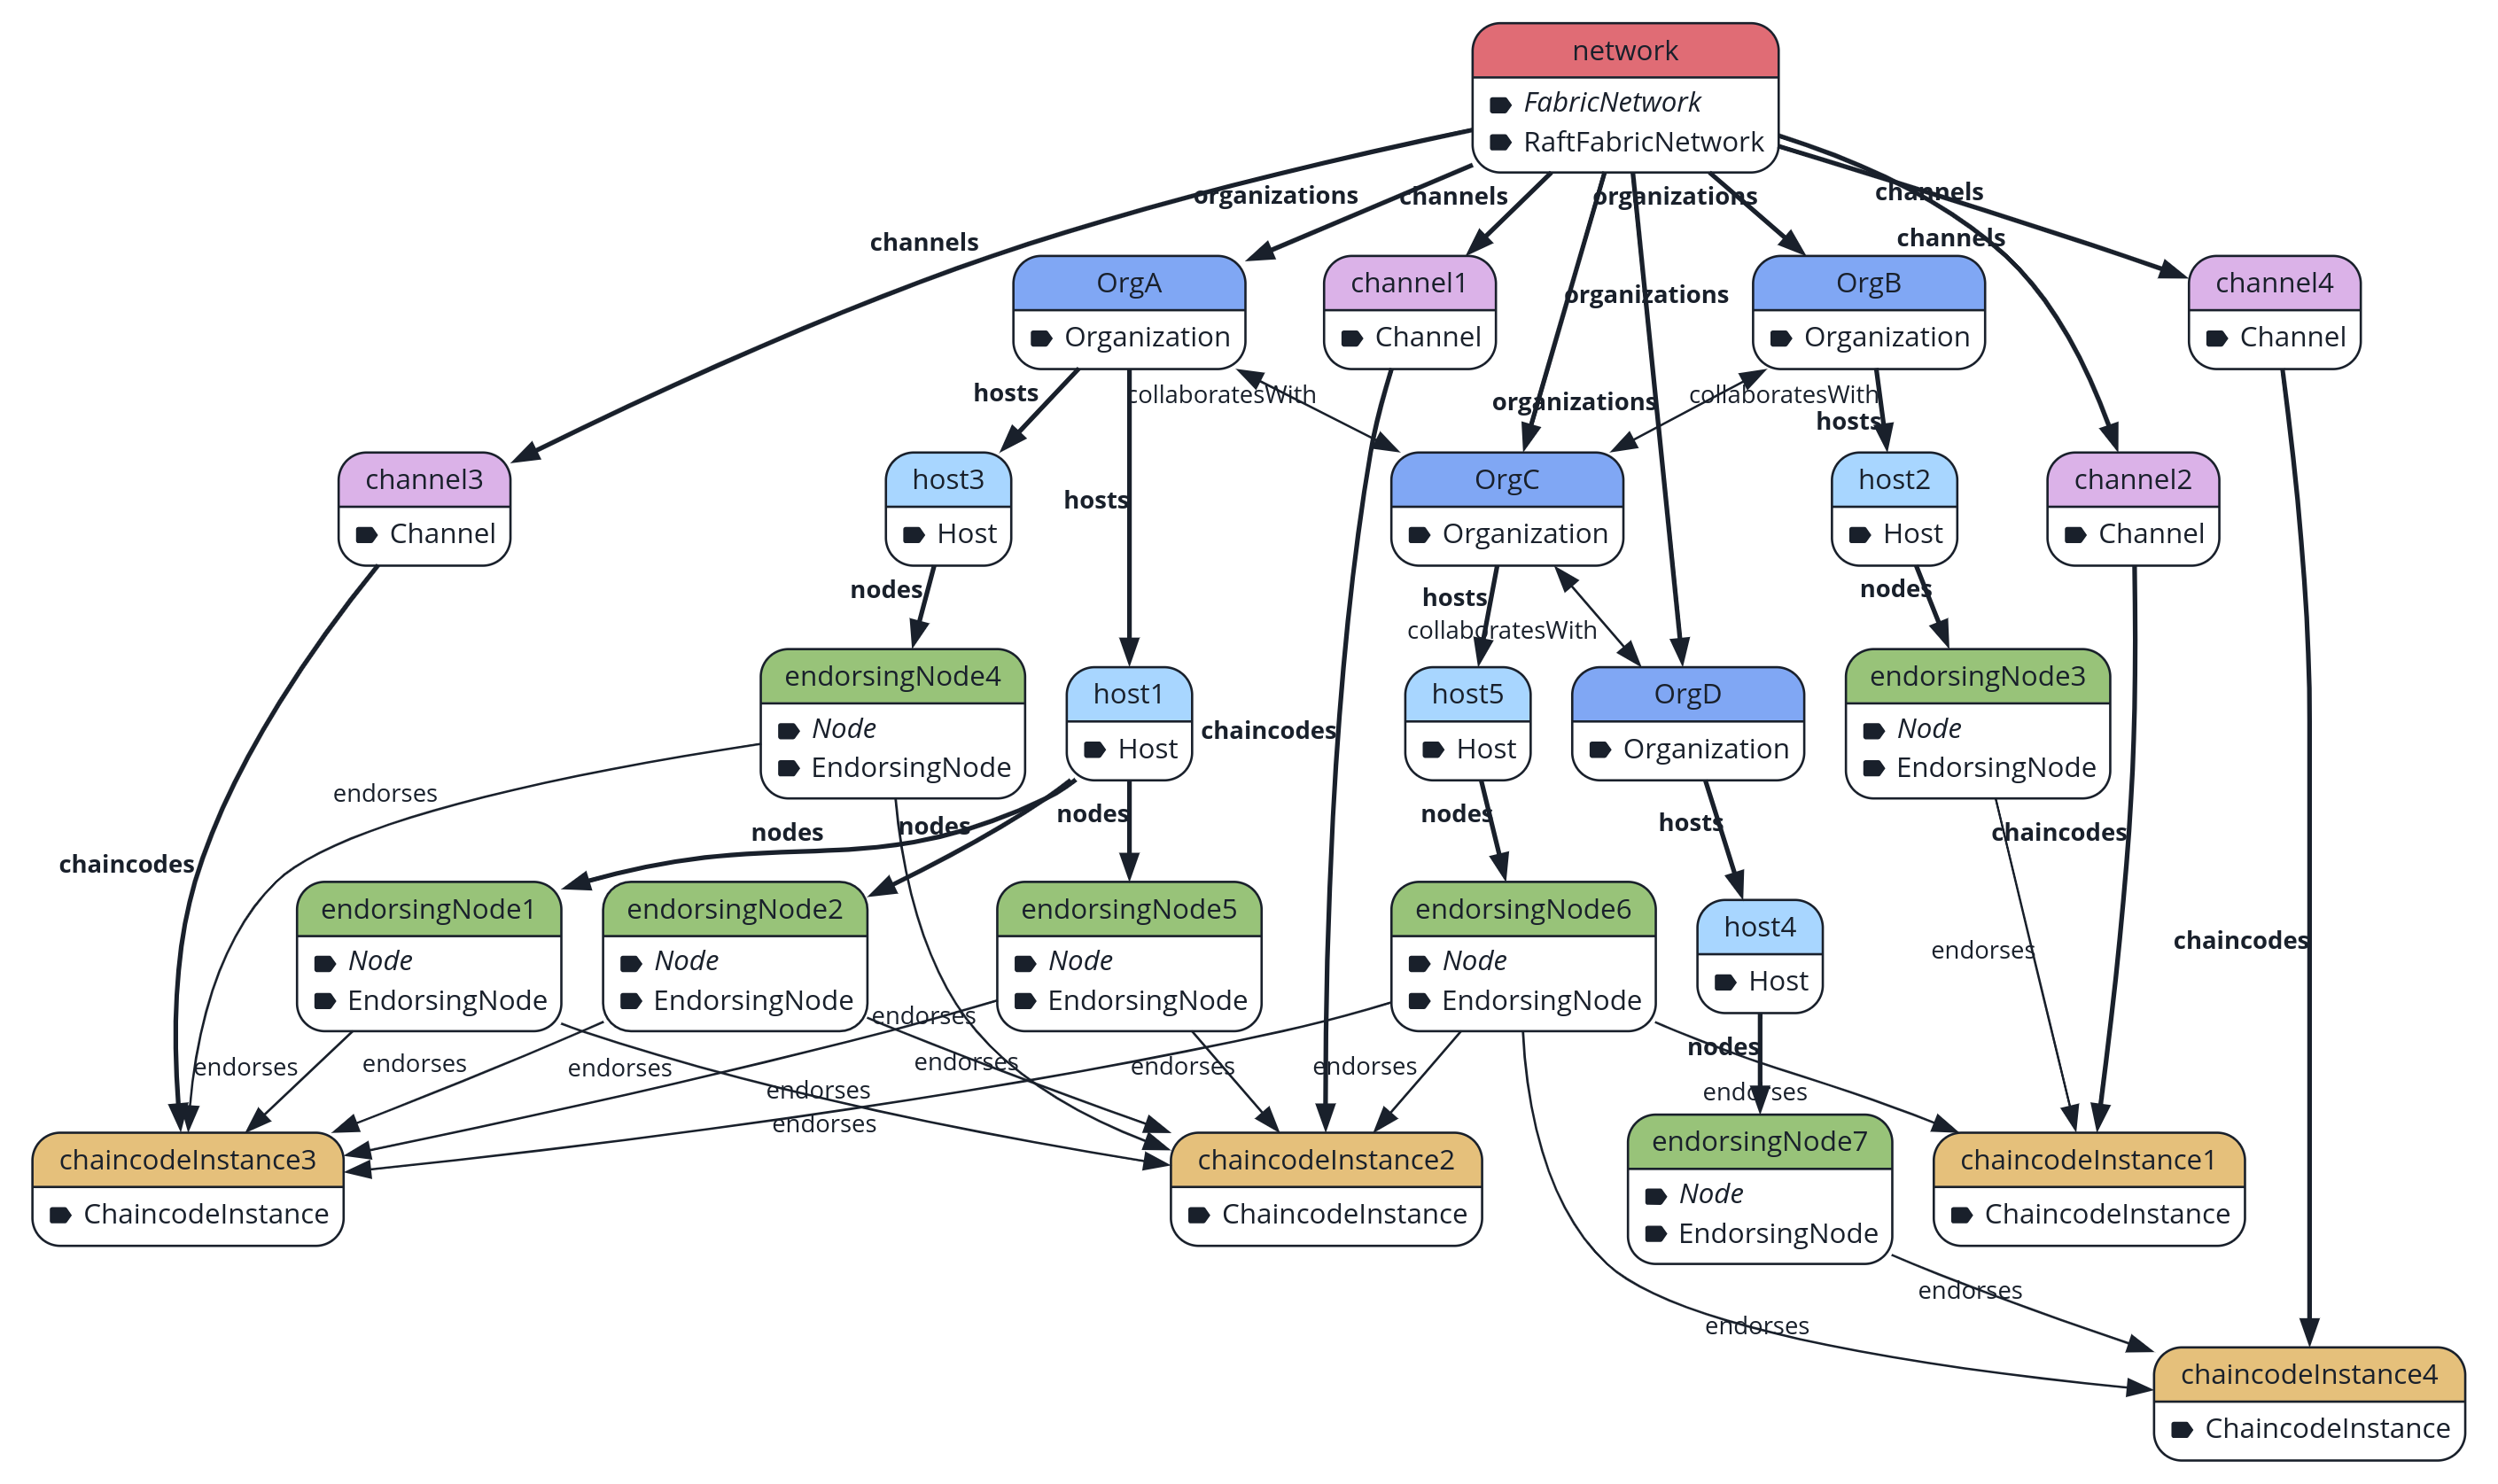 network
FabricNetwork
RaftFabricNetwork
organizations
channels
organizations
channels
channels
channels
OrgA
Organization
channel1
Channel
organizations
OrgB
Organization
channel4
Channel
hosts
collaboratesWith
organizations
collaboratesWith
hosts
channel3
Channel
host3
Host
hosts
OrgC
Organization
host2
Host
channel2
Channel
nodes
hosts
collaboratesWith
nodes
endorsingNode4
Node
EndorsingNode
host1
Host
chaincodes
host5
Host
OrgD
Organization
endorsingNode3
Node
EndorsingNode
endorses
chaincodes
nodes
nodes
nodes
nodes
hosts
chaincodes
endorsingNode1
Node
EndorsingNode
endorsingNode2
Node
EndorsingNode
endorsingNode5
Node
EndorsingNode
endorsingNode6
Node
EndorsingNode
host4
Host
endorses
chaincodes
endorses
endorses
endorses
endorses
endorses
endorses
endorses
endorses
endorses
nodes
endorses
chaincodeInstance3
ChaincodeInstance
chaincodeInstance2
ChaincodeInstance
endorsingNode7
Node
EndorsingNode
chaincodeInstance1
ChaincodeInstance
endorses
endorses
chaincodeInstance4
ChaincodeInstance